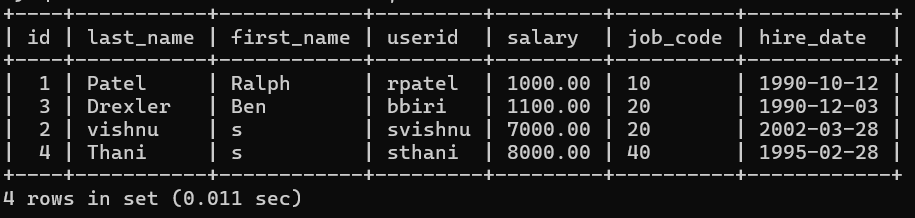 +----+-----------+------------+---------+---------+----------+------------+
| id | last_name | first_name | userid  | salary  | job_code | hire_date  |
+----+-----------+------------+---------+---------+----------+------------+
|  1 | Patel     | Ralph      | rpatel  | 1000.00 | 10       | 1990-10-12 |
|  3 | Drexler   | Ben        | bbiri   | 1100.00 | 20       | 1990-12-03 |
|  2 | vishnu    | s          | svishnu | 7000.00 | 20       | 2002-03-28 |
|  4 | Thani     | s          | sthani  | 8000.00 | 40       | 1995-02-28 |
+----+-----------+------------+---------+---------+----------+------------+
4 rows in set (0.011 sec)